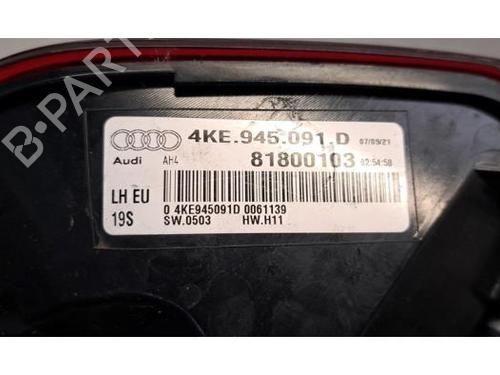 B-Parts
4KE.945.091.D 07/09/21
Audi AH4 81800103 02:54:58
LH EU
19S
0 4KE945091D 0061139
SW.0503 HW.H11